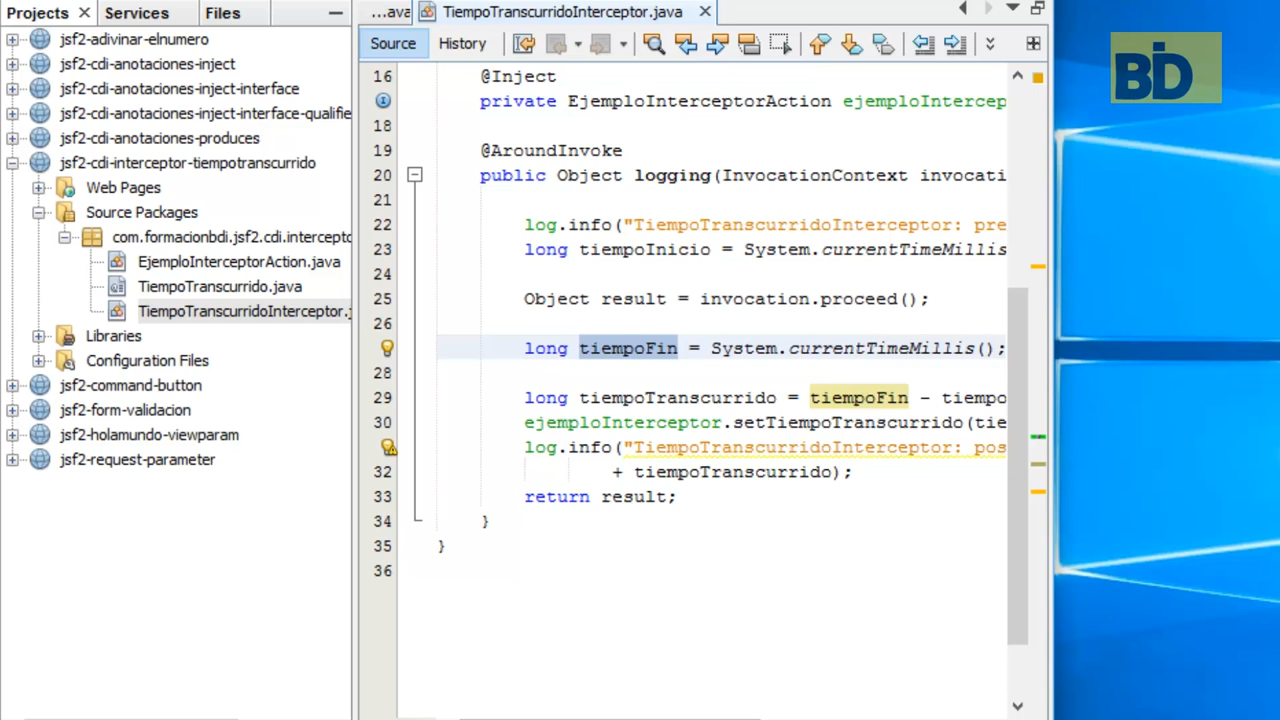 Projects
Services
Files
...ava
TiempoTranscurridoInterceptor.java
Source
History
jsf2-adivinar-elnumero
jsf2-cdi-anotaciones-inject
jsf2-cdi-anotaciones-inject-interface
jsf2-cdi-anotaciones-inject-interface-qualifie
jsf2-cdi-anotaciones-produces
jsf2-cdi-interceptor-tiempotranscurrido
Web Pages
Source Packages
com.formacionbdi.jsf2.cdi.intercepto
EjemploInterceptorAction.java
TiempoTranscurrido.java
TiempoTranscurridoInterceptor.j
Libraries
Configuration Files
jsf2-command-button
jsf2-form-validacion
jsf2-holamundo-viewparam
jsf2-request-parameter
16 @Inject
private EjemploInterceptorAction ejemploIntercep
18
19 @AroundInvoke
20 public Object logging(InvocationContext invocati
21
22 log.info("TiempoTranscurridoInterceptor: pre
23 long tiempoInicio = System.currentTimeMillis
24
25 Object result = invocation.proceed();
26
long tiempoFin = System.currentTimeMillis();
28
29 long tiempoTranscurrido = tiempoFin - tiempo
30 ejemploInterceptor.setTiempoTranscurrido(tie
log.info("TiempoTranscurridoInterceptor: pos
32 + tiempoTranscurrido);
33 return result;
34 }
35 }
36
BDI